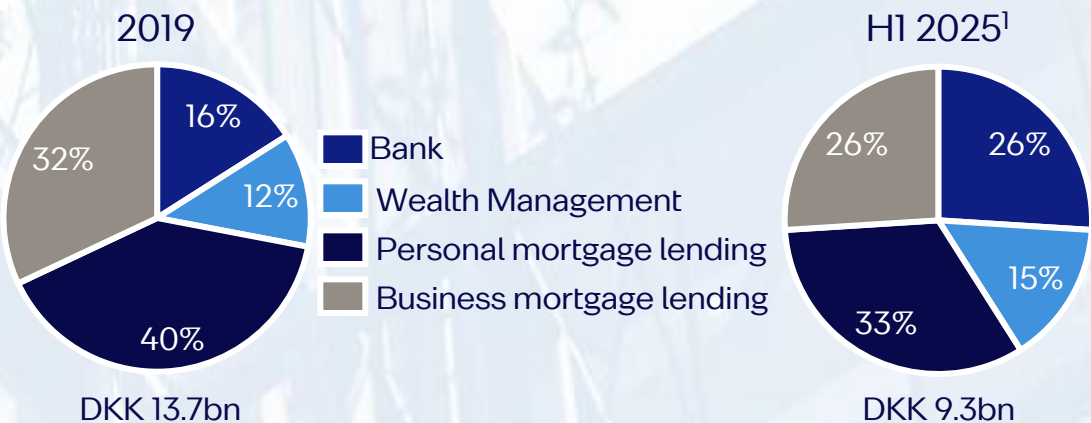 2019
16%
12%
40%
32%
DKK 13.7bn
Bank
Wealth Management
Personal mortgage lending
Business mortgage lending
H1 2025¹
26%
15%
33%
26%
DKK 9.3bn